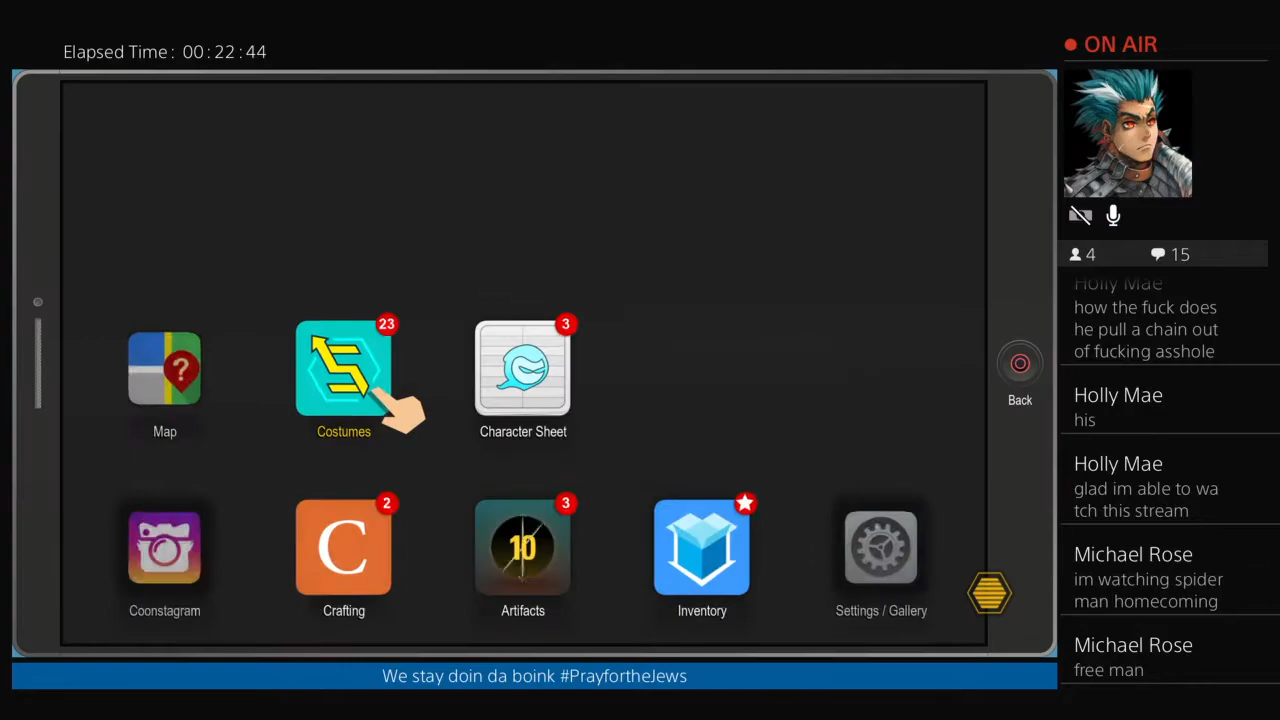 Elapsed Time: 00:22:44
ON AIR
4 15
Holly Mae
how the fuck does
he pull a chain out
of fucking asshole
Holly Mae
his
Holly Mae
glad im able to wa
tch this stream
Michael Rose
im watching spider
man homecoming
Michael Rose
free man
23
3
?
Map
Costumes
Character Sheet
Back
2
3
C
10
Coonstagram
Crafting
Artifacts
Inventory
Settings / Gallery
We stay doin da boink #PrayfortheJews